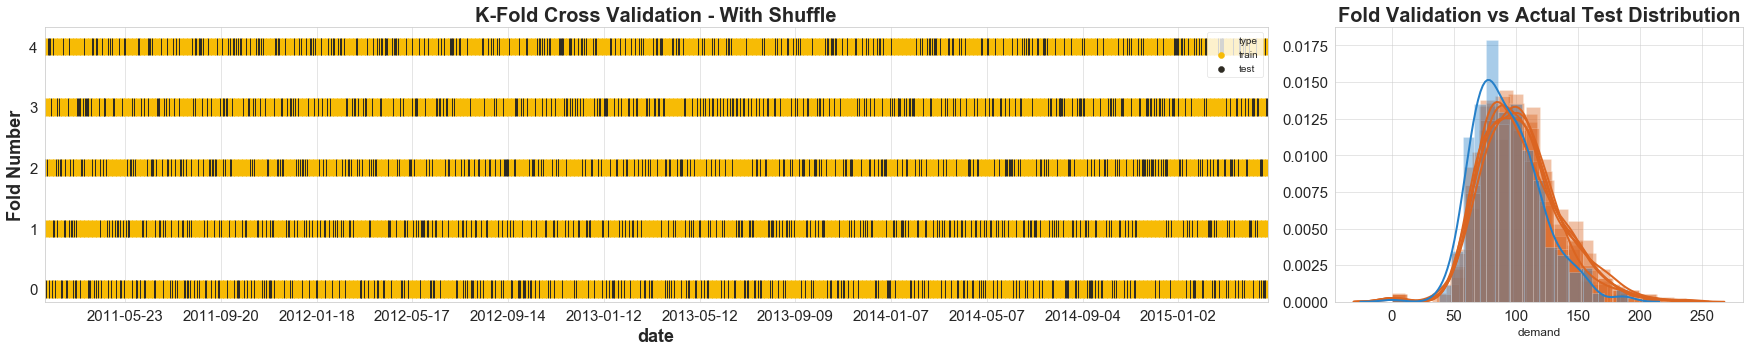 K-Fold Cross Validation - With Shuffle
Fold Number
4
3
2
1
0
type
train
test
2011-05-23 2011-09-20 2012-01-18 2012-05-17 2012-09-14 2013-01-12 2013-05-12 2013-09-09 2014-01-07 2014-05-07 2014-09-04 2015-01-02
date
Fold Validation vs Actual Test Distribution
0.0175
0.0150
0.0125
0.0100
0.0075
0.0050
0.0025
0.0000
0 50 100 150 200 250
demand